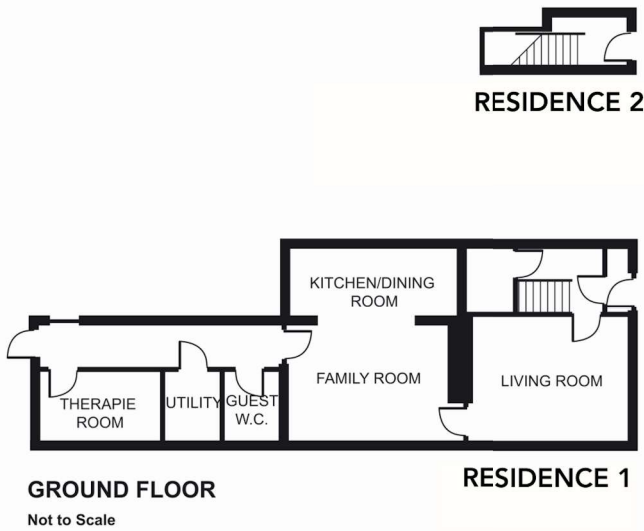 RESIDENCE 2
KITCHEN/DINING
ROOM
FAMILY ROOM
LIVING ROOM
THERAPIE
ROOM
UTILITY
GUEST
W.C.
RESIDENCE 1
GROUND FLOOR
Not to Scale